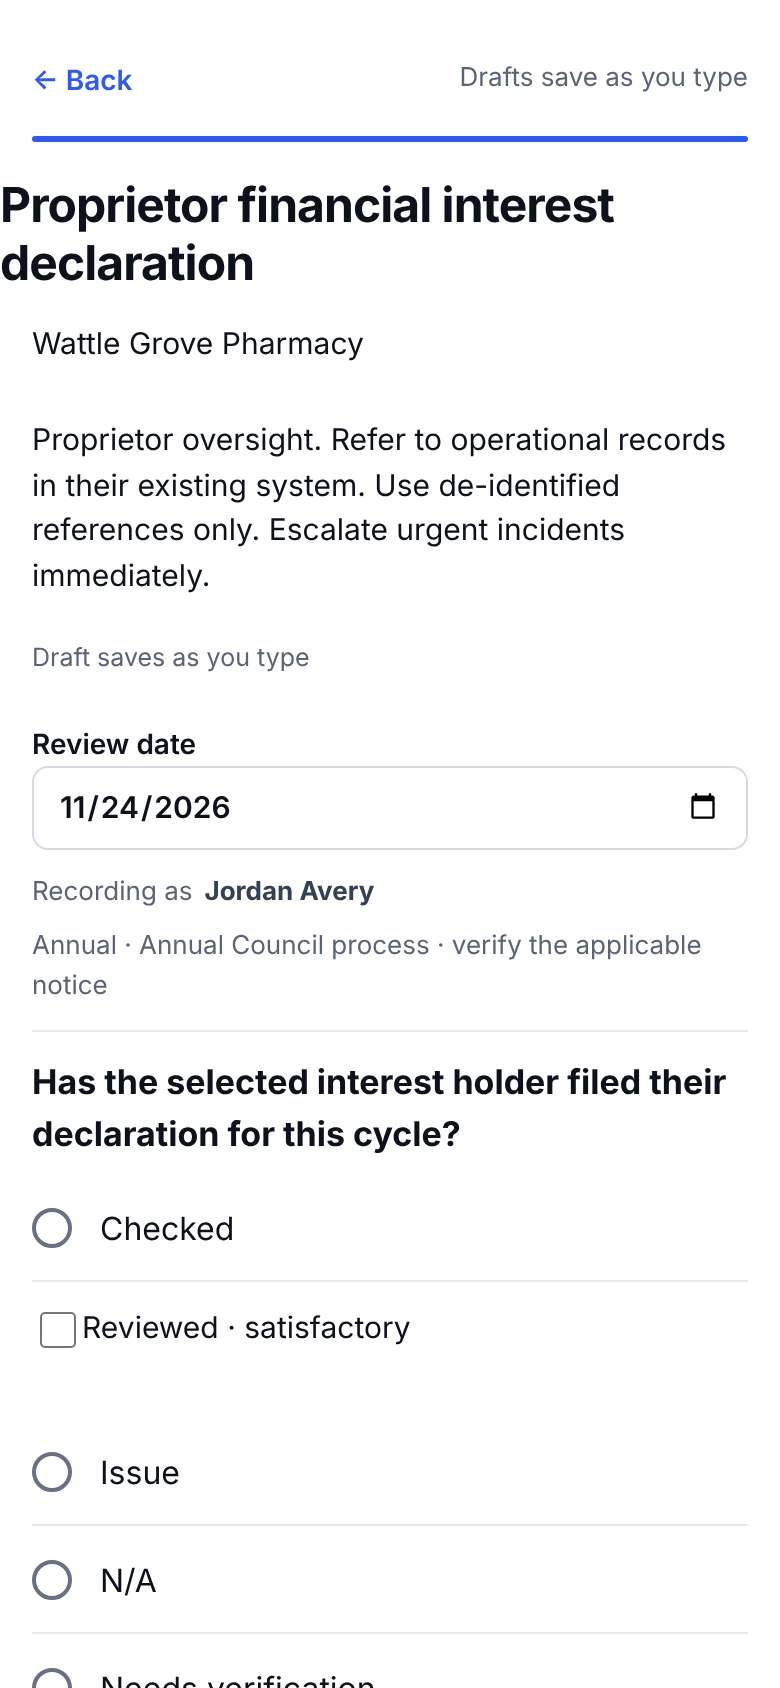 ← Back
Drafts save as you type
Proprietor financial interest
declaration
Wattle Grove Pharmacy
Proprietor oversight. Refer to operational records
in their existing system. Use de-identified
references only. Escalate urgent incidents
immediately.
Draft saves as you type
Review date
11/24/2026
Recording as Jordan Avery
Annual · Annual Council process · verify the applicable
notice
Has the selected interest holder filed their
declaration for this cycle?
Checked
Reviewed · satisfactory
Issue
N/A
Needs verification